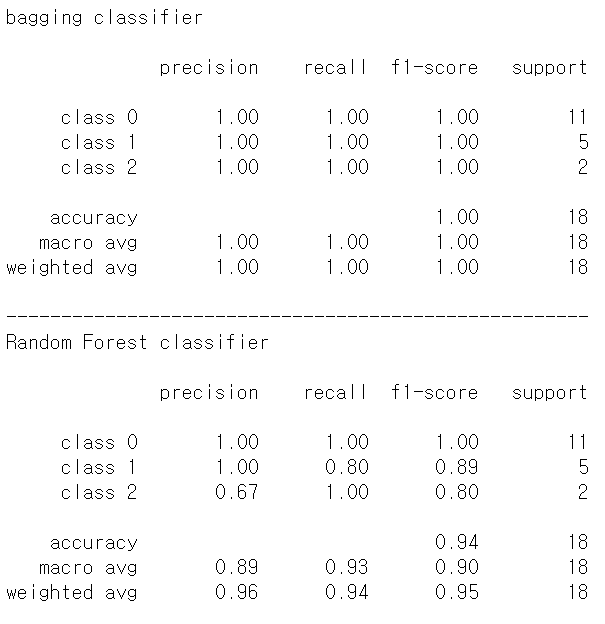 bagging classifier
precision recall f1-score support
class 0 1.00 1.00 1.00 11
class 1 1.00 1.00 1.00 5
class 2 1.00 1.00 1.00 2
accuracy 1.00 18
macro avg 1.00 1.00 1.00 18
weighted avg 1.00 1.00 1.00 18
-----------------------------------------------------
Random Forest classifier
precision recall f1-score support
class 0 1.00 1.00 1.00 11
class 1 1.00 0.80 0.89 5
class 2 0.67 1.00 0.80 2
accuracy 0.94 18
macro avg 0.89 0.93 0.90 18
weighted avg 0.96 0.94 0.95 18